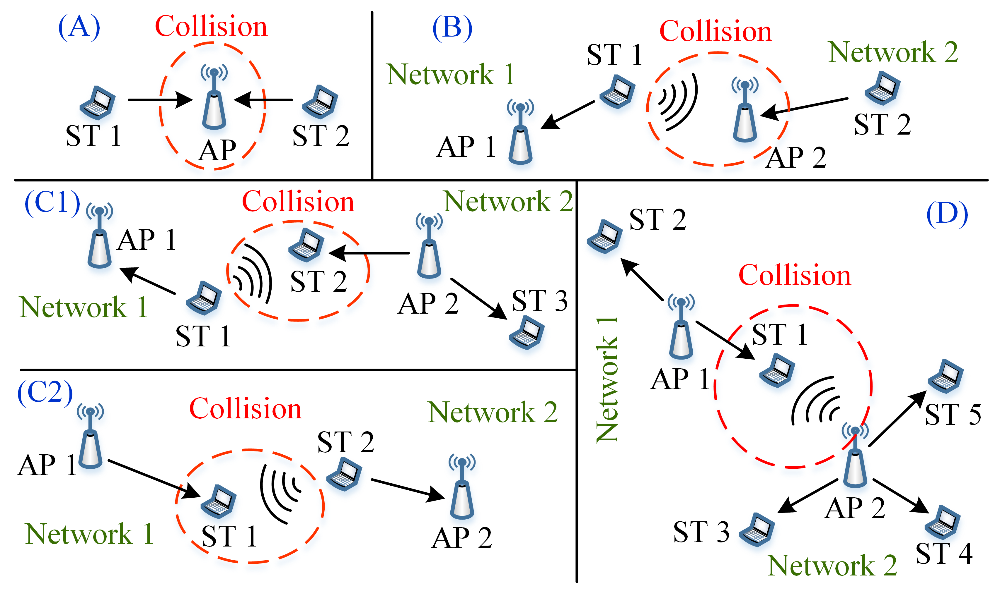 (A)
Collision
ST 1
AP
ST 2
(B)
Collision
Network 1
ST 1
Network 2
AP 1
AP 2
ST 2
(C1)
Collision
Network 2
AP 1
ST 2
Network 1
ST 1
AP 2
ST 3
(C2)
Collision
Network 2
AP 1
ST 2
Network 1
ST 1
AP 2
(D)
ST 2
Collision
Network 1
ST 1
AP 1
ST 5
AP 2
ST 3
ST 4
Network 2